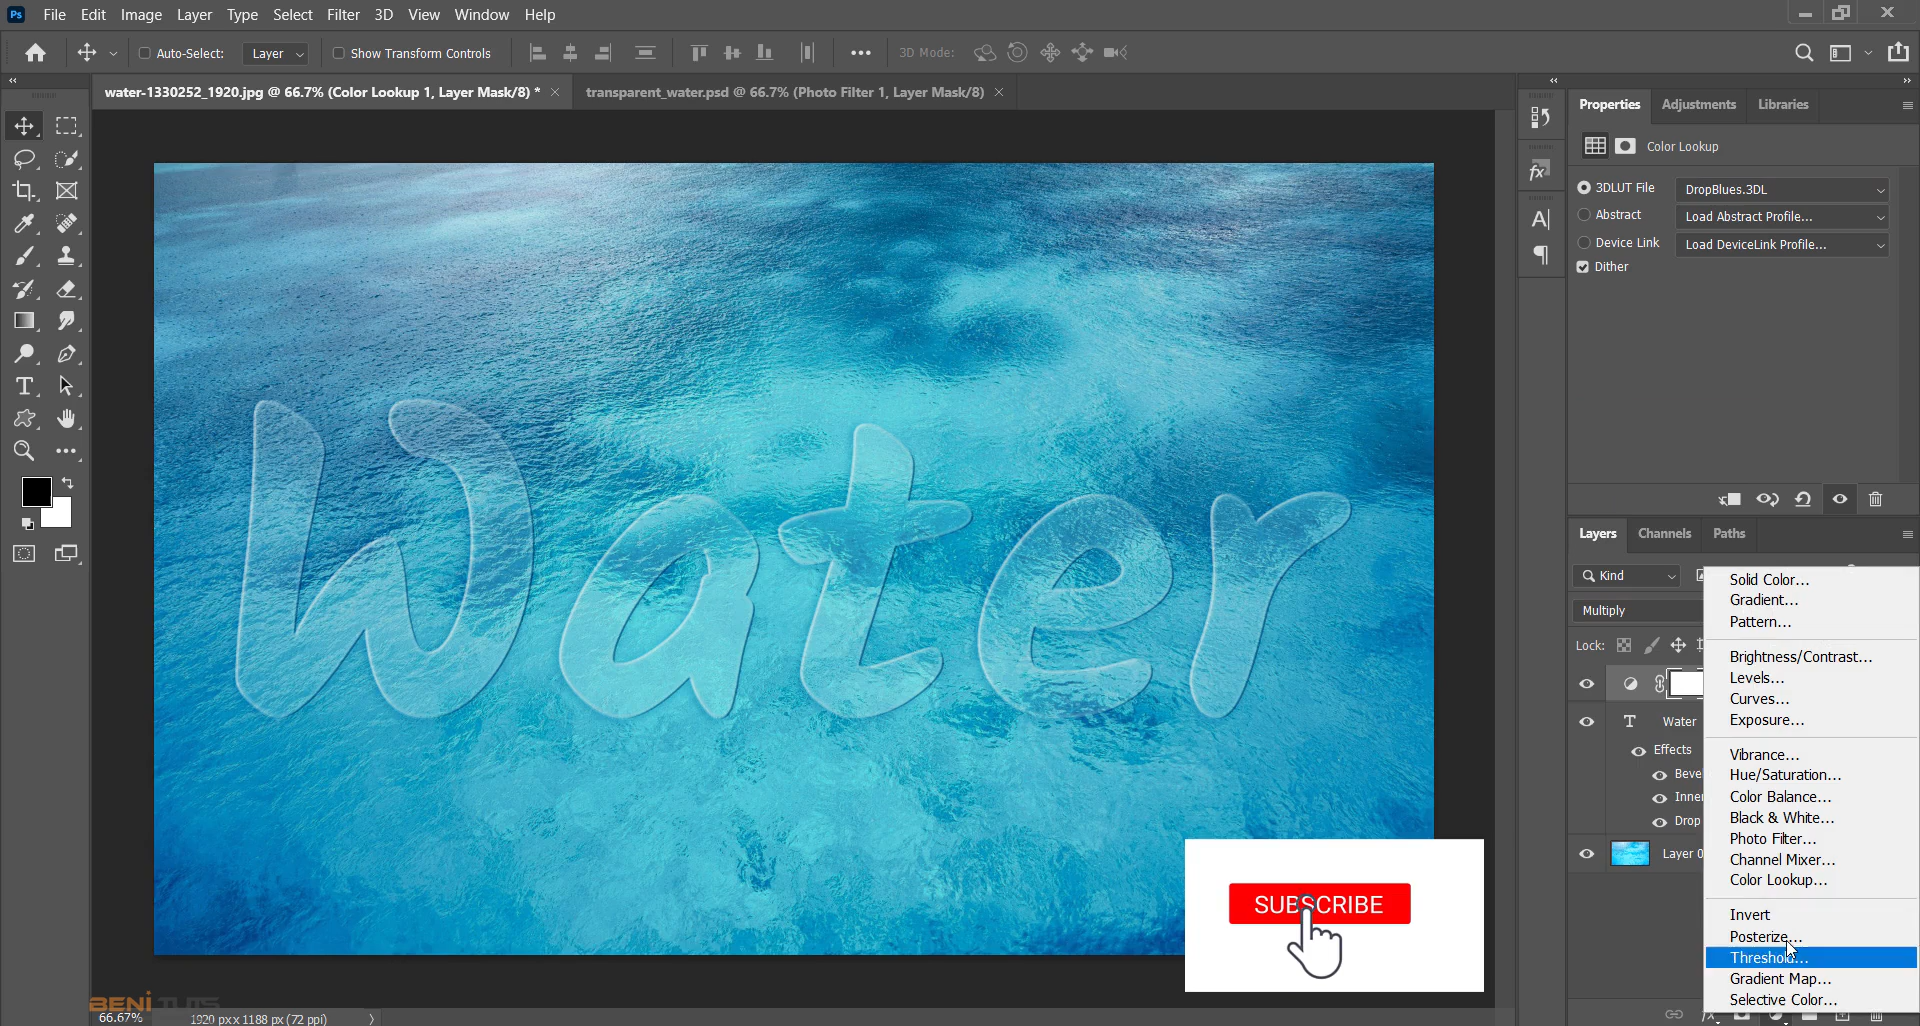 Ps File Edit Image Layer Type Select Filter 3D View Window Help
Auto-Select: Layer Show Transform Controls 3D Mode:
water-1330252_1920.jpg @ 66.7% (Color Lookup 1, Layer Mask/8) *
transparent_water.psd @ 66.7% (Photo Filter 1, Layer Mask/8)
Properties Adjustments Libraries
Color Lookup
3DLUT File DropBlues.3DL
Abstract Load Abstract Profile...
Device Link Load DeviceLink Profile...
Dither
Water
Layers Channels Paths
Kind
Multiply
Lock:
Water
Effects
Beve
Inner
Drop
Layer 0
Solid Color...
Gradient...
Pattern...
Brightness/Contrast...
Levels...
Curves...
Exposure...
Vibrance...
Hue/Saturation...
Color Balance...
Black & White...
Photo Filter...
Channel Mixer...
Color Lookup...
Invert
Posterize...
Threshold...
Gradient Map...
Selective Color...
SUBSCRIBE
BENI TUTS
66.67% 1920 px x 1188 px (72 ppi)